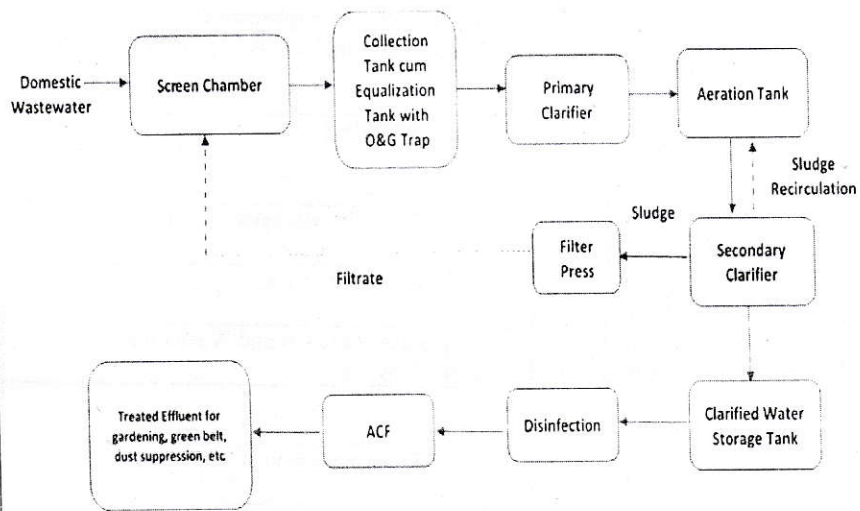 Domestic
Wastewater
Screen Chamber
Collection
Tank cum
Equalization
Tank with
O&G Trap
Primary
Clarifier
Aeration Tank
Sludge
Recirculation
Sludge
Filter
Press
Secondary
Clarifier
Filtrate
Treated Effluent for
gardening, green belt,
dust suppression, etc
ACF
Disinfection
Clarified Water
Storage Tank